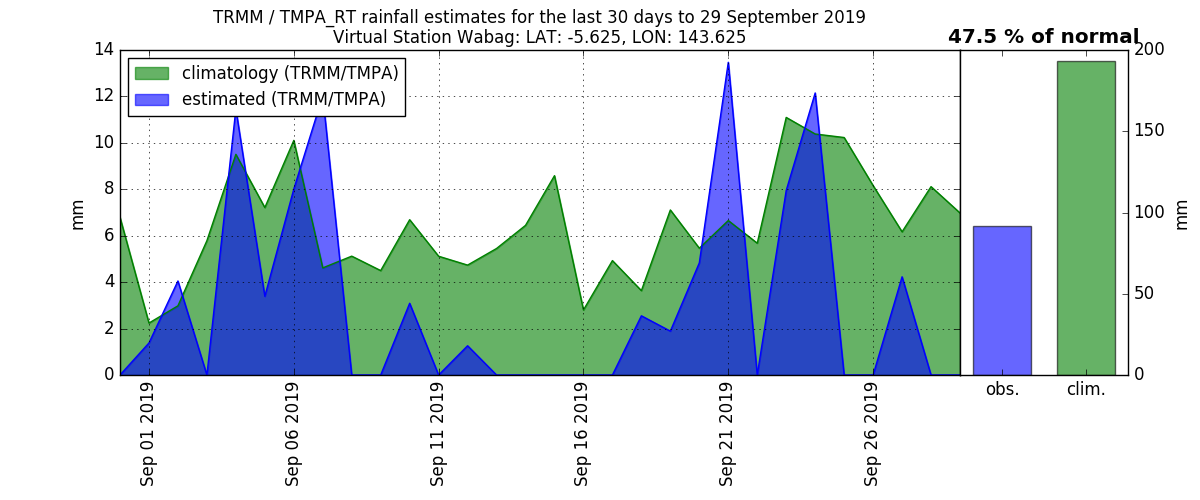 TRMM / TMPA_RT rainfall estimates for the last 30 days to 29 September 2019
Virtual Station Wabag: LAT: -5.625, LON: 143.625
47.5 % of normal
climatology (TRMM/TMPA)
estimated (TRMM/TMPA)
14
12
10
8
6
4
2
0
mm
Sep 01 2019
Sep 06 2019
Sep 11 2019
Sep 16 2019
Sep 21 2019
Sep 26 2019
200
150
100
50
0
mm
obs.
clim.